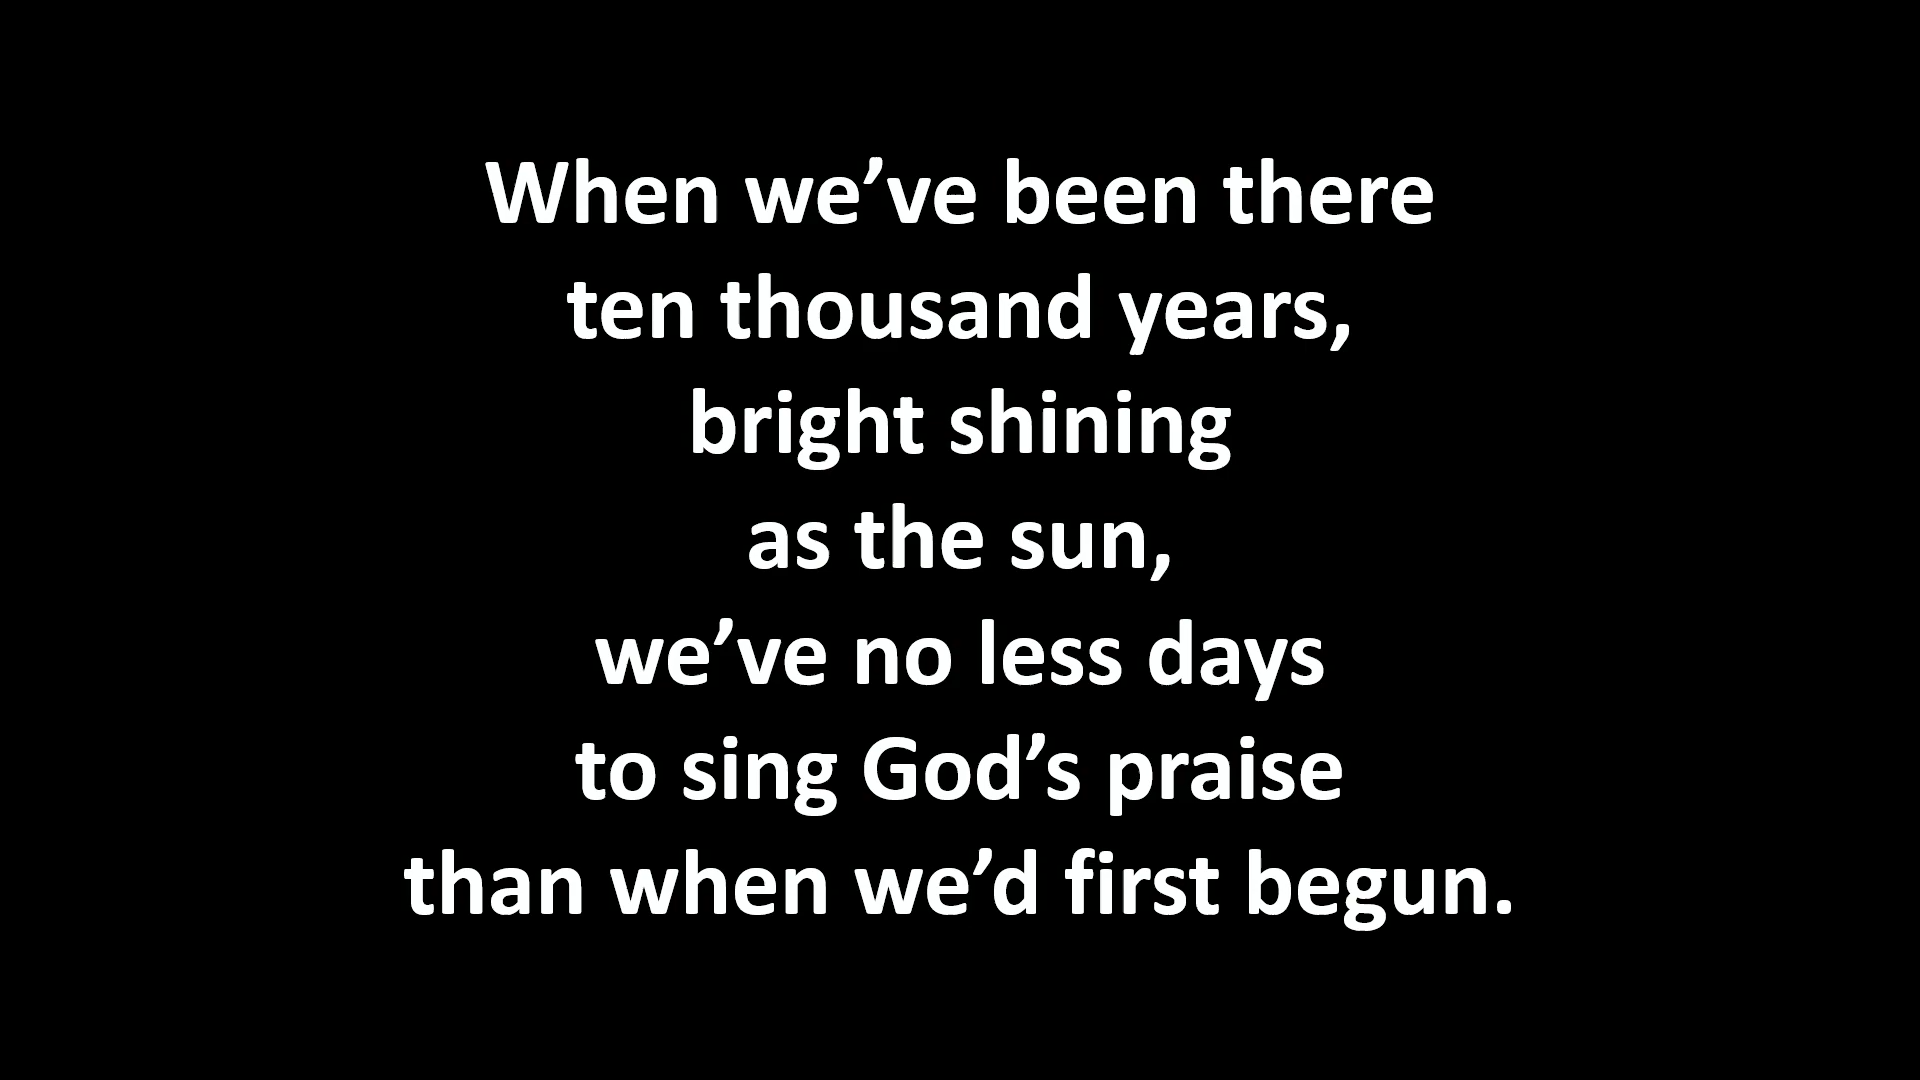 When we’ve been there
ten thousand years,
bright shining
as the sun,
we’ve no less days
to sing God’s praise
than when we’d first begun.